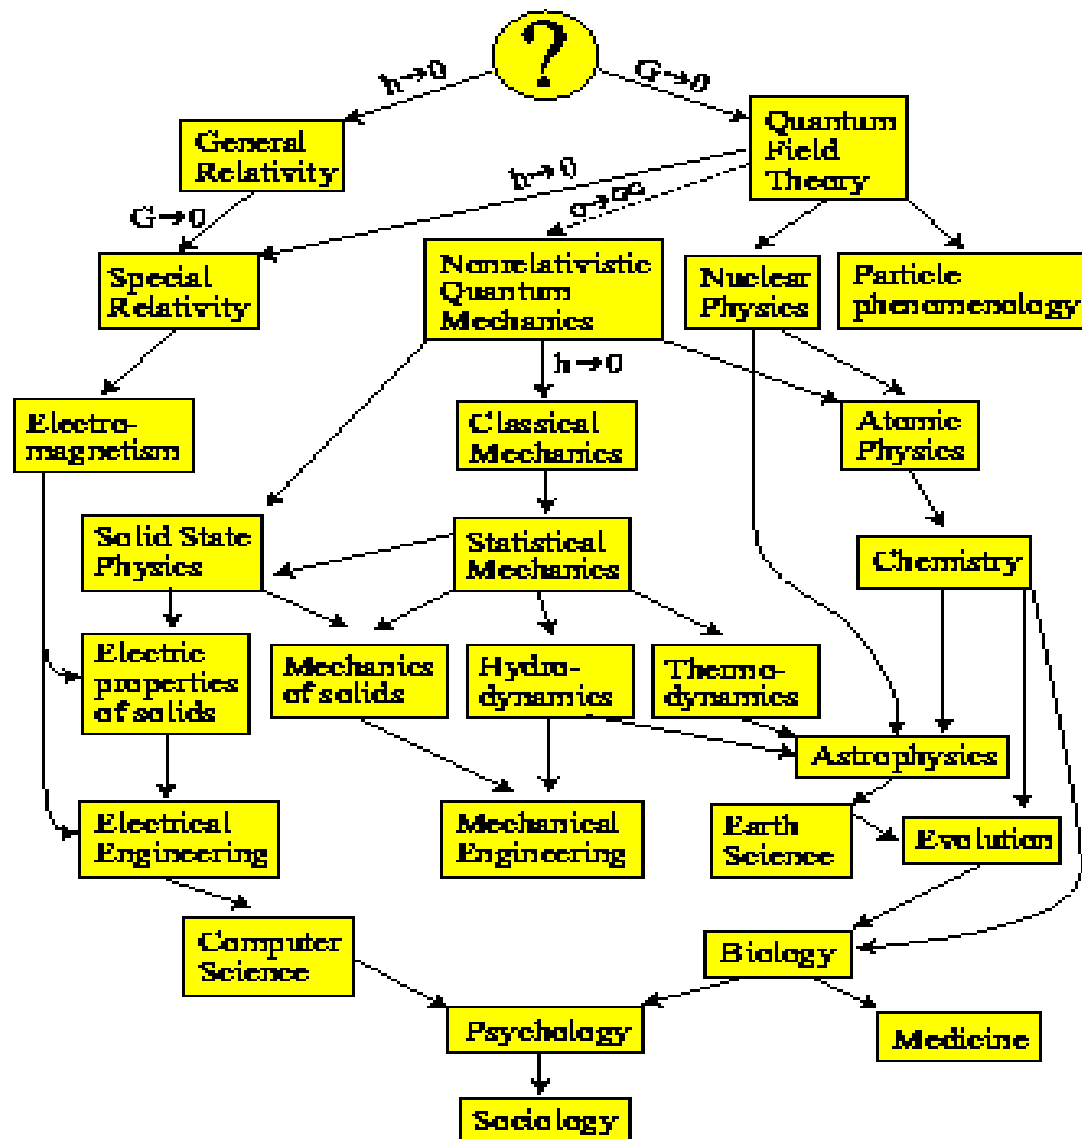 ?
h→0
G→0
General
Relativity
Quantum
Field
Theory
h→0
c→∞
G→0
Special
Relativity
Nonrelativistic
Quantum
Mechanics
Nuclear
Physics
Particle
phenomenology
h→0
Electro-
magnetism
Classical
Mechanics
Atomic
Physics
Solid State
Physics
Statistical
Mechanics
Chemistry
Electric
properties
of solids
Mechanics
of solids
Hydro-
dynamics
Thermo-
dynamics
Astrophysics
Electrical
Engineering
Mechanical
Engineering
Earth
Science
Evolution
Computer
Science
Biology
Psychology
Medicine
Sociology